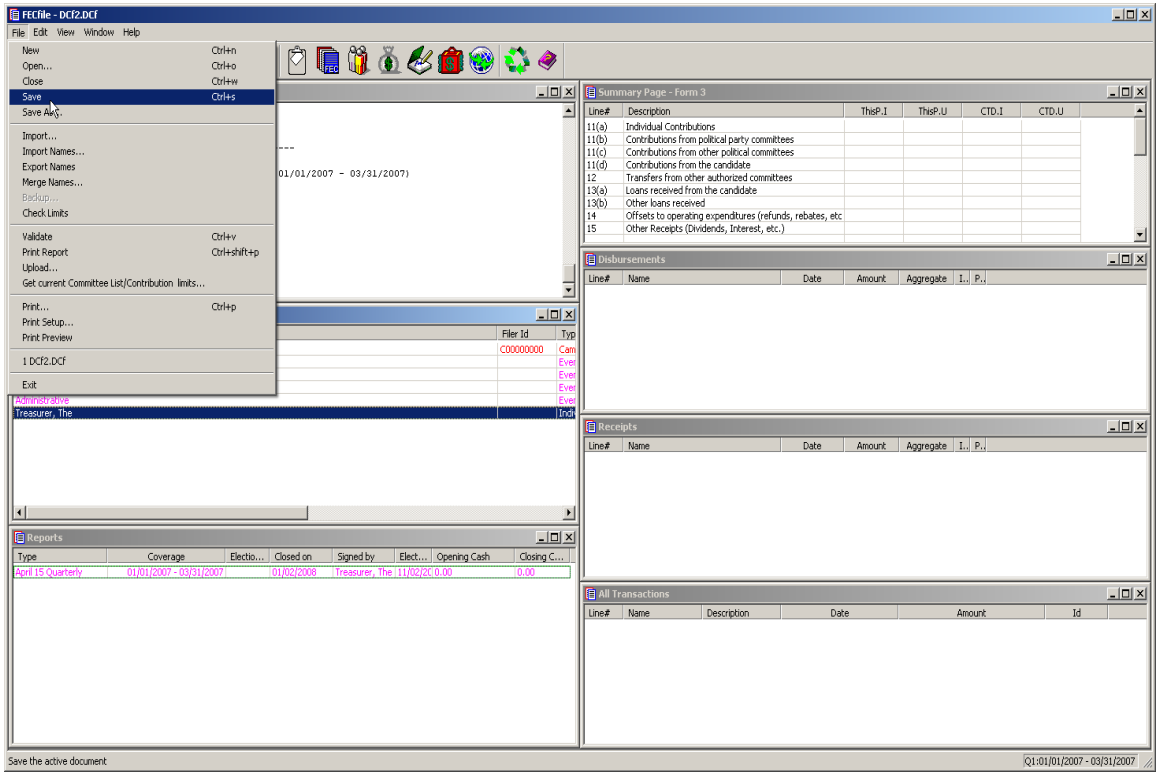 FECfile - DCf2.DCf
File Edit View Window Help
New Ctrl+n
Open... Ctrl+o
Close Ctrl+w
Save Ctrl+s
Save As...
Import...
Import Names...
Export Names
Merge Names...
Backup...
Check Limits
Validate Ctrl+v
Print Report Ctrl+shift+p
Upload...
Get current Committee List/Contribution limits...
Print... Ctrl+p
Print Setup...
Print Preview
1 DCf2.DCf
Exit
FEC
---
01/01/2007 - 03/31/2007)
Filer Id Typ
C00000000 Cam
Ever
Ever
Ever
Administrative Ever
Treasurer, The Indi
Reports
Type Coverage Electio... Closed on Signed by Elect... Opening Cash Closing C...
April 15 Quarterly 01/01/2007 - 03/31/2007 01/02/2008 Treasurer, The 11/02/20 0.00 0.00
Summary Page - Form 3
Line# Description ThisP.I ThisP.U CTD.I CTD.U
11(a) Individual Contributions
11(b) Contributions from political party committees
11(c) Contributions from other political committees
11(d) Contributions from the candidate
12 Transfers from other authorized committees
13(a) Loans received from the candidate
13(b) Other loans received
14 Offsets to operating expenditures (refunds, rebates, etc
15 Other Receipts (Dividends, Interest, etc.)
Disbursements
Line# Name Date Amount Aggregate I.. P..
Receipts
Line# Name Date Amount Aggregate I.. P..
All Transactions
Line# Name Description Date Amount Id
Save the active document
Q1:01/01/2007 - 03/31/2007